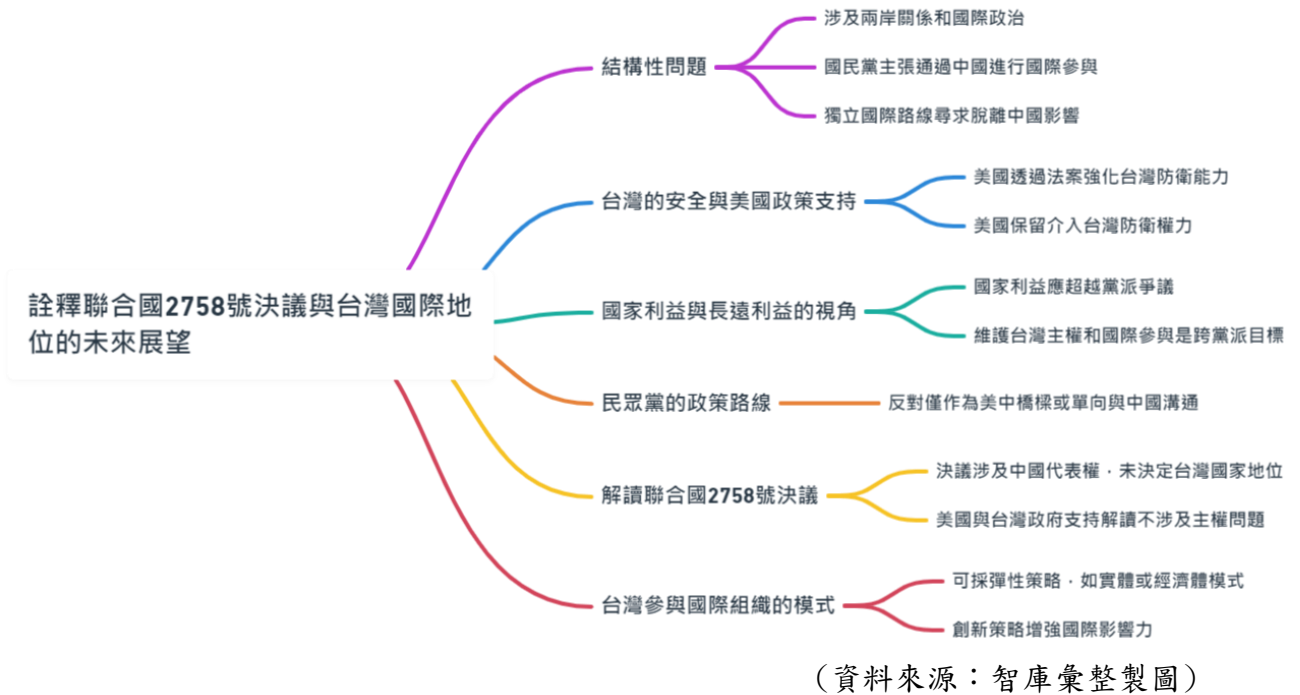 涉及兩岸關係和國際政治
結構性問題
國民黨主張通過中國進行國際參與
獨立國際路線尋求脫離中國影響
美國透過法案強化台灣防衛能力
台灣的安全與美國政策支持
美國保留介入台灣防衛權力
詮釋聯合國2758號決議與台灣國際地
位的未來展望
國家利益應超越黨派爭議
國家利益與長遠利益的視角
維護台灣主權和國際參與是跨黨派目標
民眾黨的政策路線
反對僅作為美中橋樑或單向與中國溝通
決議涉及中國代表權，未決定台灣國家地位
解讀聯合國2758號決議
美國與台灣政府支持解讀不涉及主權問題
可採彈性策略，如實體或經濟體模式
台灣參與國際組織的模式
創新策略增強國際影響力
（資料來源：智庫彙整製圖）